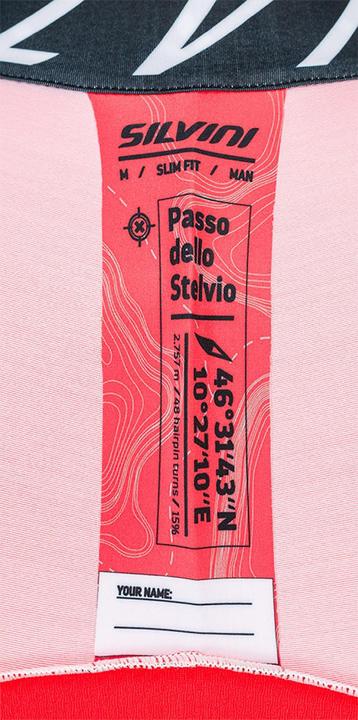 SILVINI
M / SLIM FIT / MAN
Passo
dello
Stelvio
46°31'43"N
10°27'10"E
2.757 m / 48 hairpin turns / 15%
YOUR NAME: